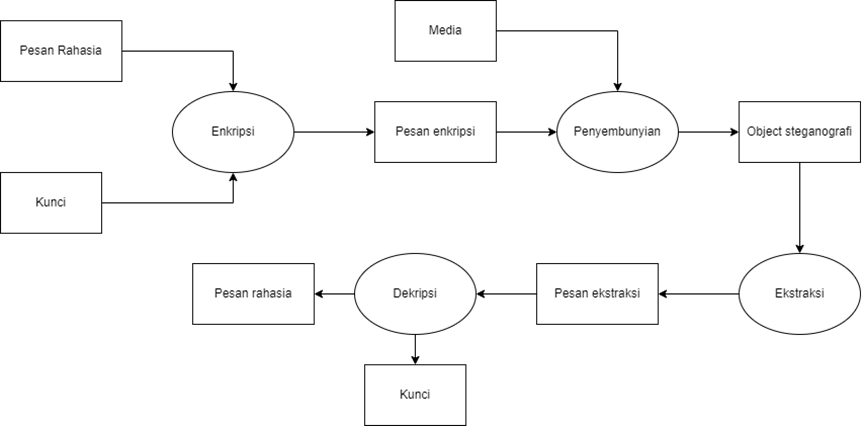 Pesan Rahasia
Media
Enkripsi
Pesan enkripsi
Penyembunyian
Object steganografi
Kunci
Pesan rahasia
Dekripsi
Pesan ekstraksi
Ekstraksi
Kunci